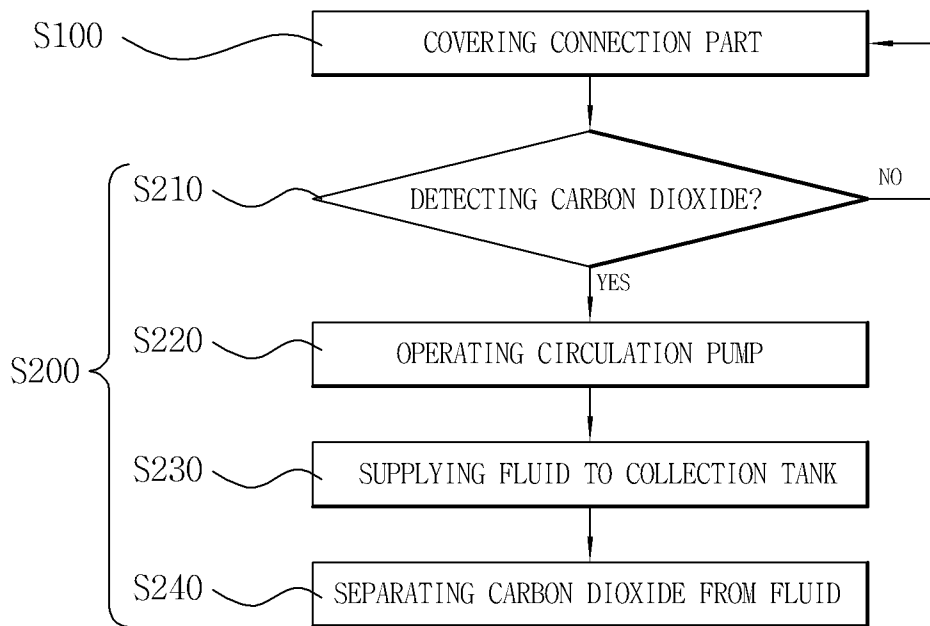 S100
COVERING CONNECTION PART
S210
DETECTING CARBON DIOXIDE?
NO
YES
S220
OPERATING CIRCULATION PUMP
S200
S230
SUPPLYING FLUID TO COLLECTION TANK
S240
SEPARATING CARBON DIOXIDE FROM FLUID